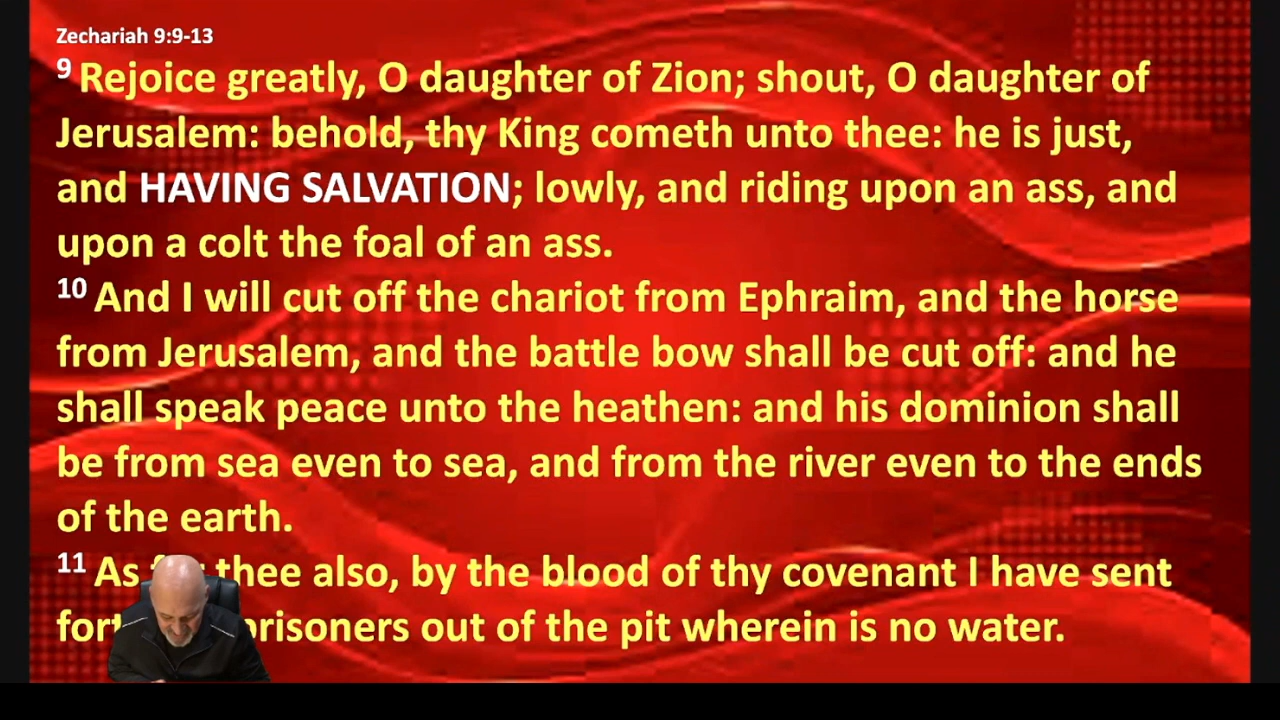 Zechariah 9:9-13
9 Rejoice greatly, O daughter of Zion; shout, O daughter of
Jerusalem: behold, thy King cometh unto thee: he is just,
and HAVING SALVATION; lowly, and riding upon an ass, and
upon a colt the foal of an ass.
10 And I will cut off the chariot from Ephraim, and the horse
from Jerusalem, and the battle bow shall be cut off: and he
shall speak peace unto the heathen: and his dominion shall
be from sea even to sea, and from the river even to the ends
of the earth.
11 As thee also, by the blood of thy covenant I have sent
prisoners out of the pit wherein is no water.